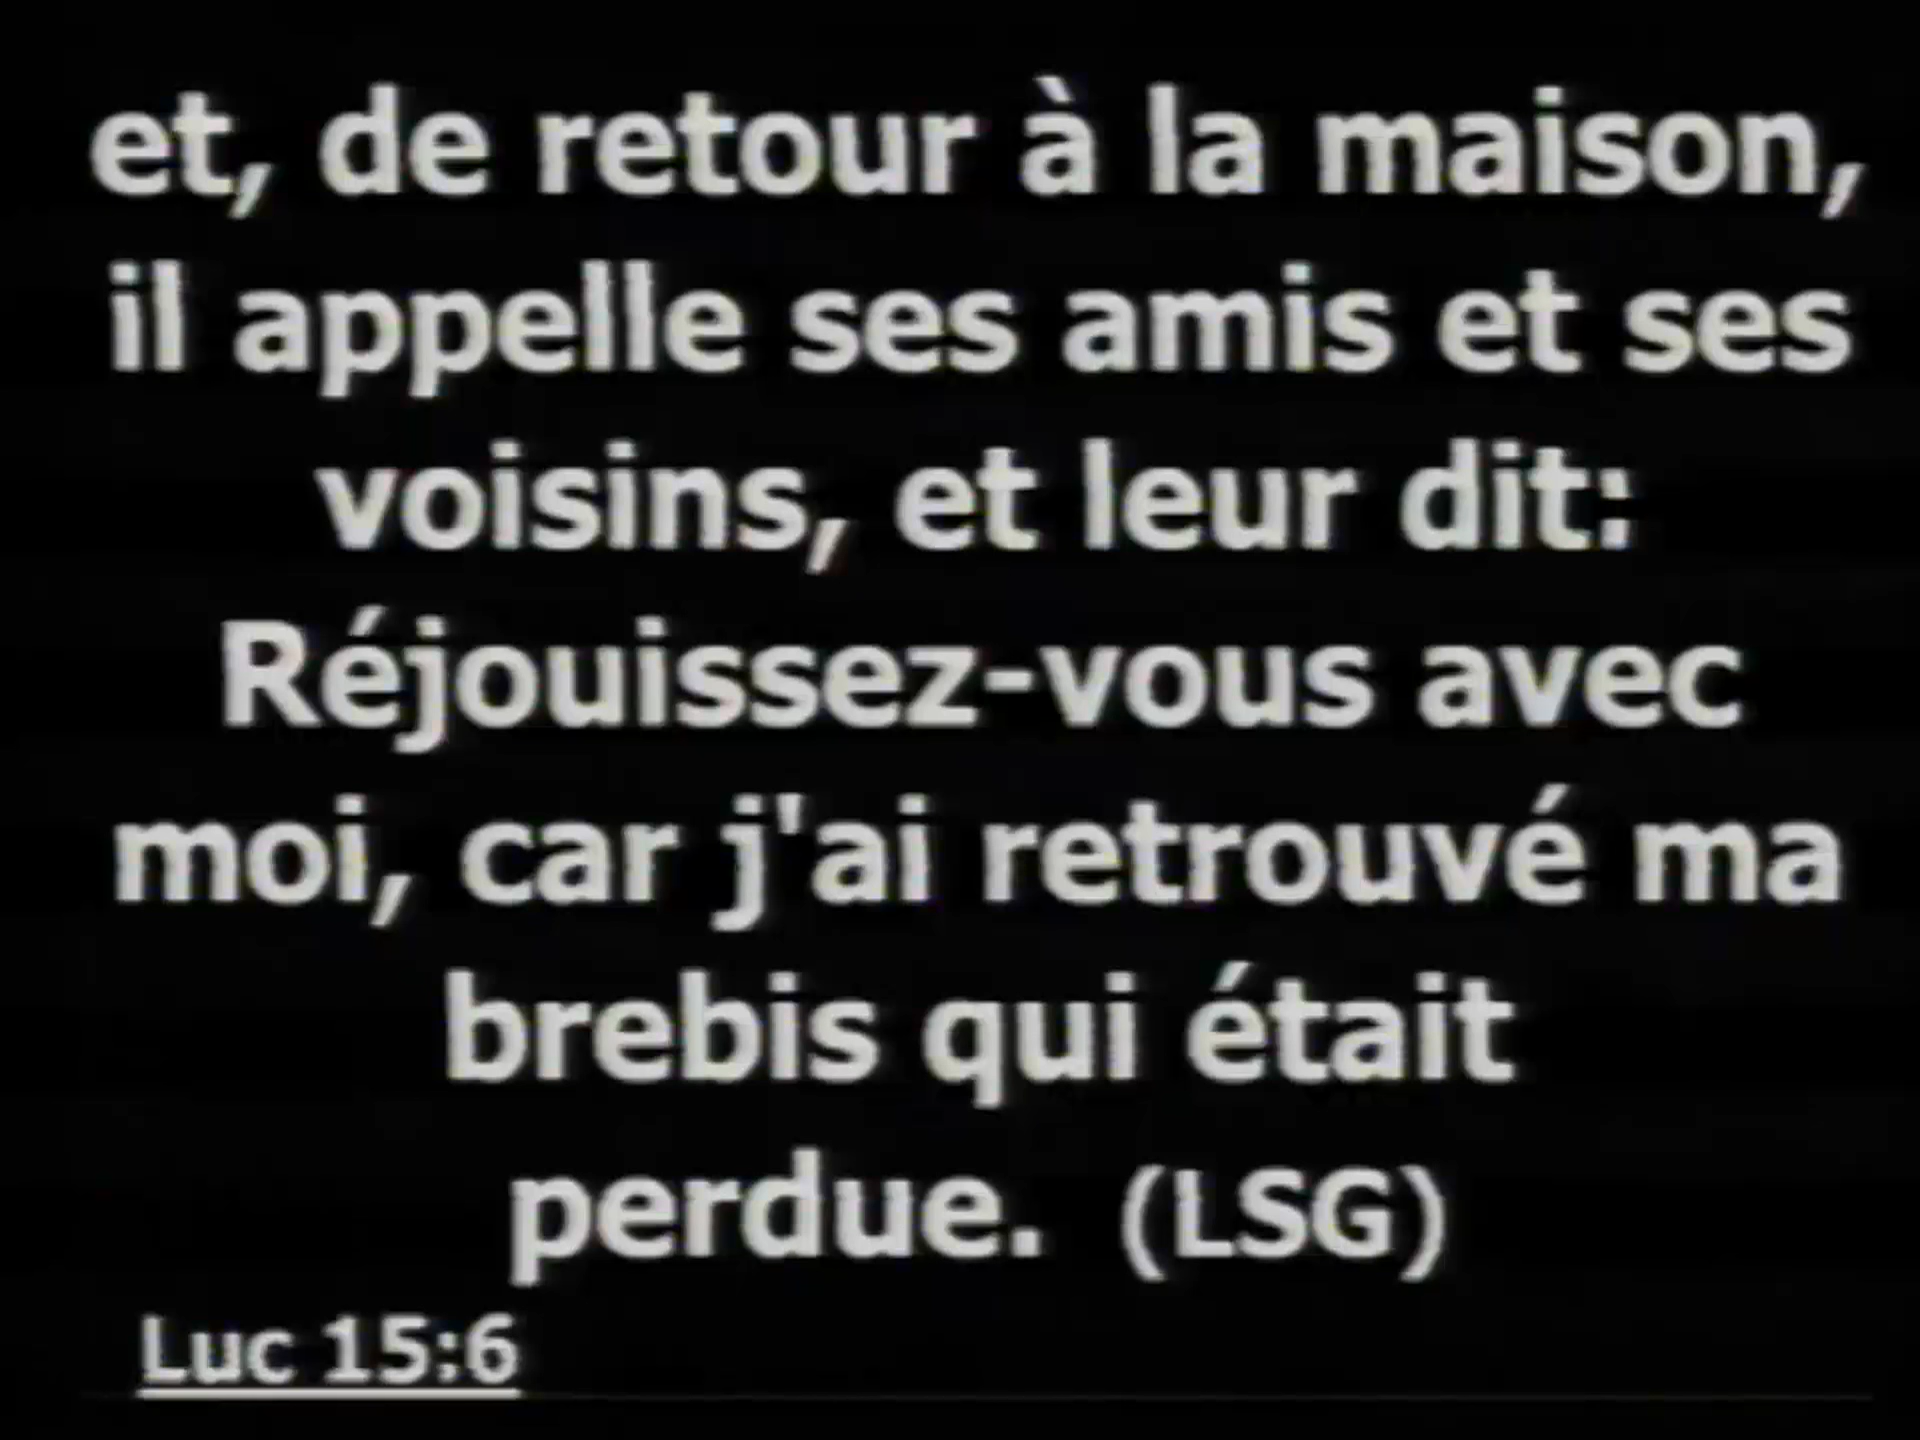 et, de retour à la maison,
il appelle ses amis et ses
voisins, et leur dit:
Réjouissez-vous avec
moi, car j'ai retrouvé ma
brebis qui était
perdue. (LSG)
Luc 15:6